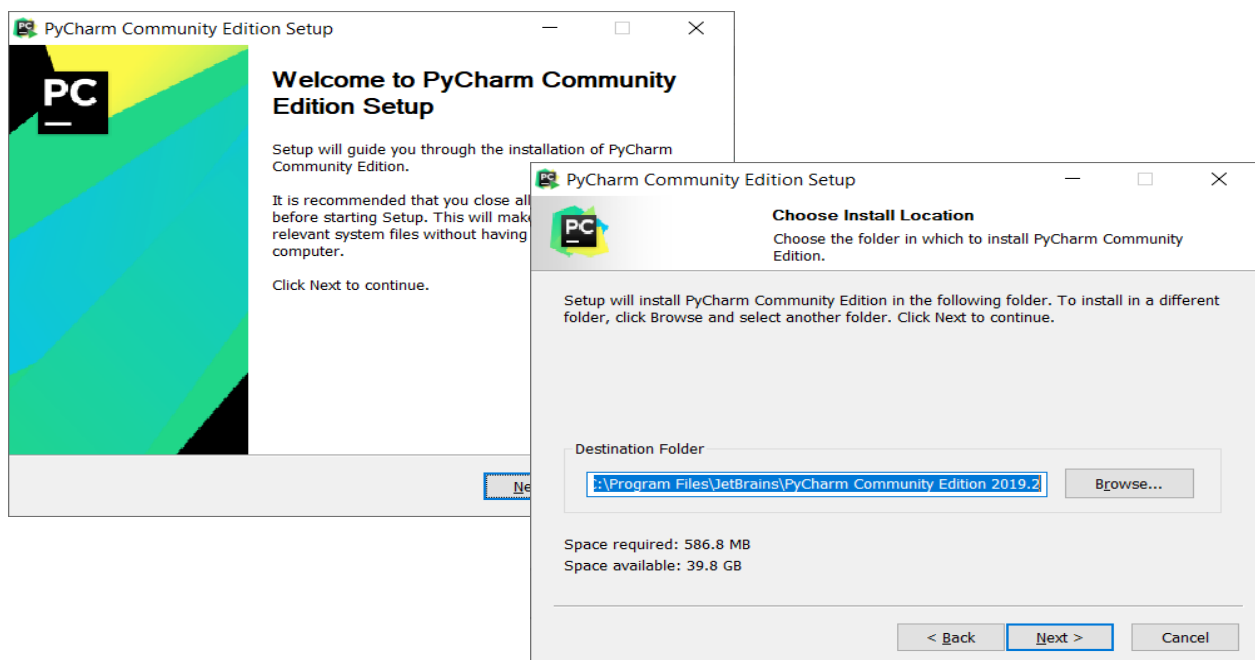 PyCharm Community Edition Setup
PC
Welcome to PyCharm Community
Edition Setup
Setup will guide you through the installation of PyCharm
Community Edition.
It is recommended that you close all
before starting Setup. This will make
relevant system files without having
computer.
Click Next to continue.
PyCharm Community Edition Setup
PC
Choose Install Location
Choose the folder in which to install PyCharm Community
Edition.
Setup will install PyCharm Community Edition in the following folder. To install in a different
folder, click Browse and select another folder. Click Next to continue.
Destination Folder
:\Program Files\JetBrains\PyCharm Community Edition 2019.2
Browse...
Space required: 586.8 MB
Space available: 39.8 GB
< Back
Next >
Cancel